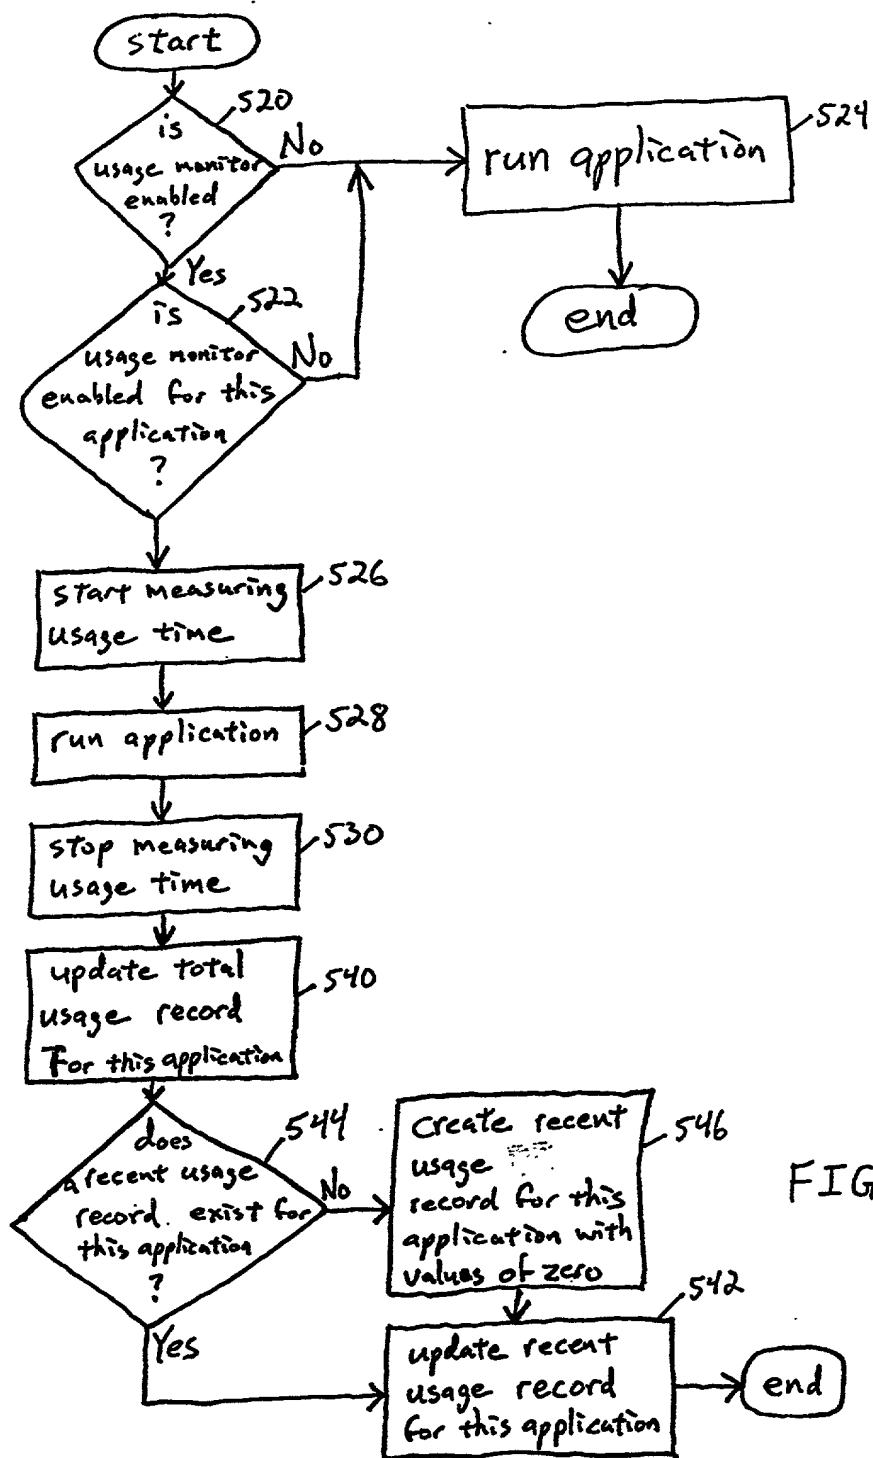 start
520
is
usage monitor
enabled
?
No
run application
524
end
Yes
522
is
usage monitor
enabled for this
application
?
No
start measuring
usage time
526
run application
528
stop measuring
usage time
530
update total
usage record
For this application
540
544
does
a recent usage
record. exist for
this application
?
No
create recent
usage
record for this
application with
values of zero
546
FIG
Yes
542
update recent
usage record
for this application
end